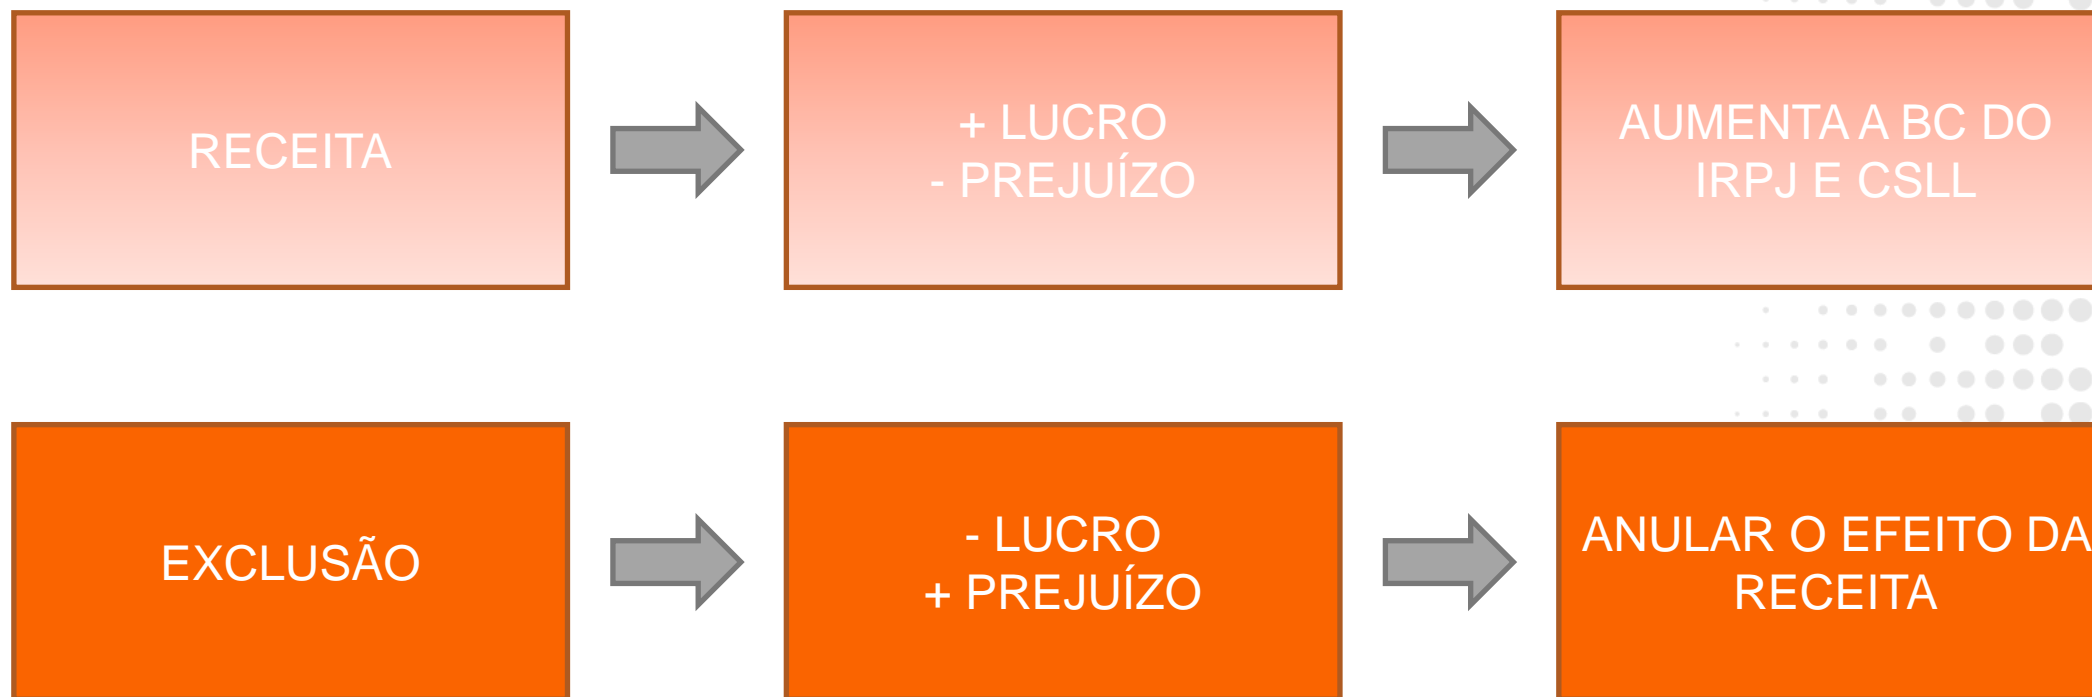 RECEITA
+ LUCRO
- PREJUÍZO
AUMENTA A BC DO
IRPJ E CSLL
EXCLUSÃO
- LUCRO
+ PREJUÍZO
ANULAR O EFEITO DA
RECEITA